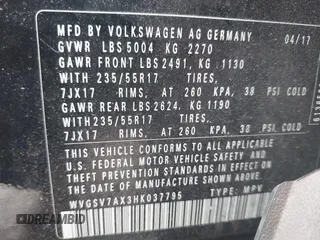 MFD BY VOLKSWAGEN AG GERMANY
04/17
GVWR LBS 5004 KG 2270
GAWR FRONT LBS 2491, KG 1130
WITH 235/55R17 TIRES,
7JX17 RIMS, AT 260 KPA, 38 PSI COLD
GAWR REAR LBS 2624, KG 1190
WITH 235/55R17 TIRES,
7JX17 RIMS, AT 260 KPA, 38 PSI COLD
THIS VEHICLE CONFORMS TO ALL APPLICABLE
FEDERAL MOTOR VEHICLE SAFETY AND
THEFT PREVENTION STANDARDS IN EFFECT
ON THE DATE OF MANUFACTURE SHOWN ABOVE.
WVGSV7AX3HK037795 TYPE: MPV
DREAMBID